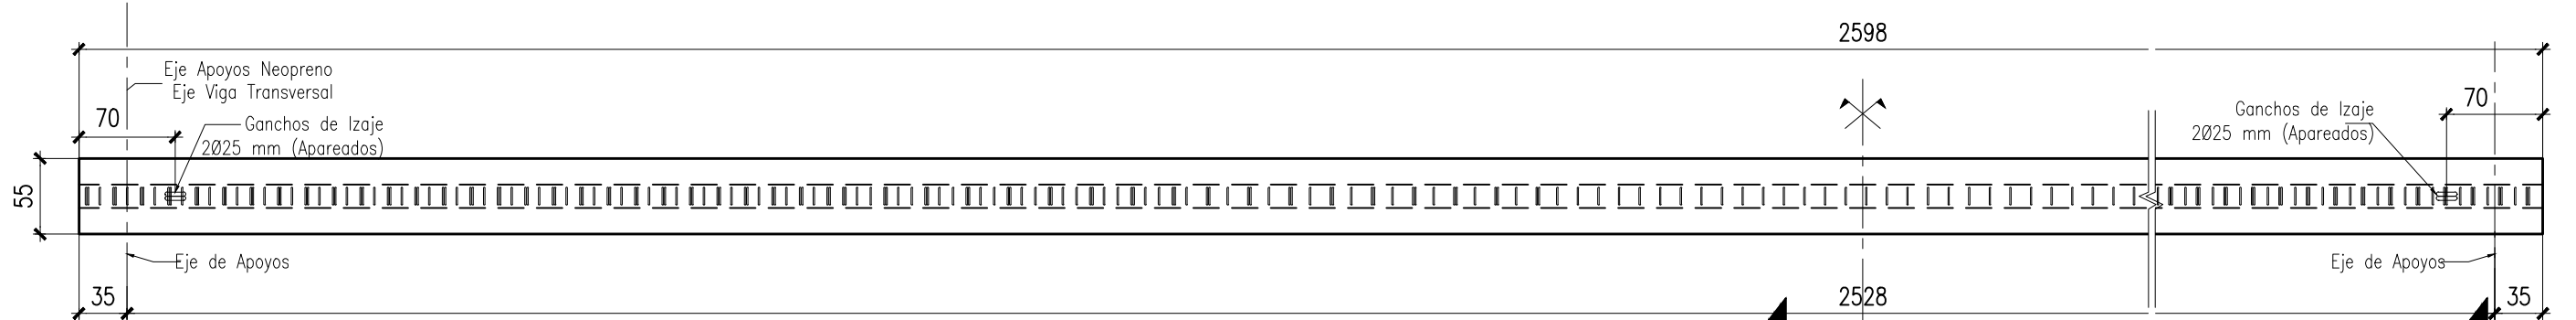 2598
Eje Apoyos Neopreno
Eje Viga Transversal
70
Ganchos de Izaje
2Ø25 mm (Apareados)
70
Ganchos de Izaje
2Ø25 mm (Apareados)
55
Eje de Apoyos
Eje de Apoyos
35
2528
35